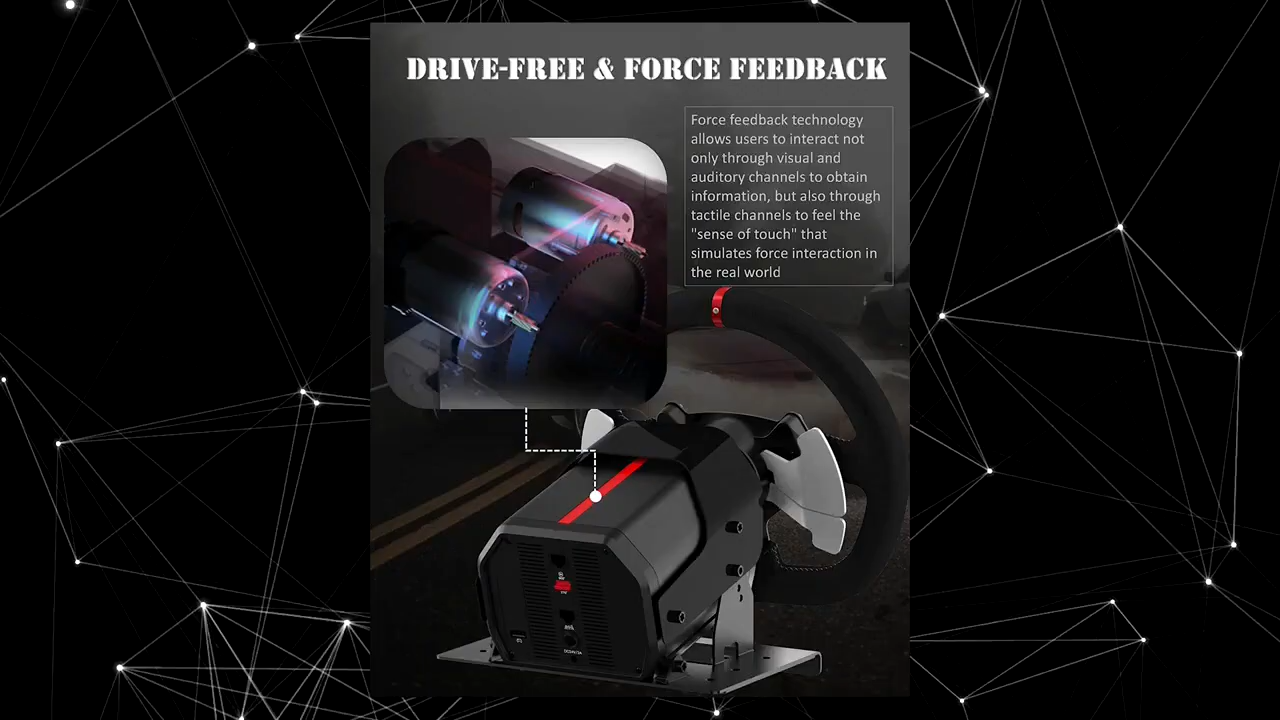 DRIVE-FREE & FORCE FEEDBACK
Force feedback technology
allows users to interact not
only through visual and
auditory channels to obtain
information, but also through
tactile channels to feel the
"sense of touch" that
simulates force interaction in
the real world